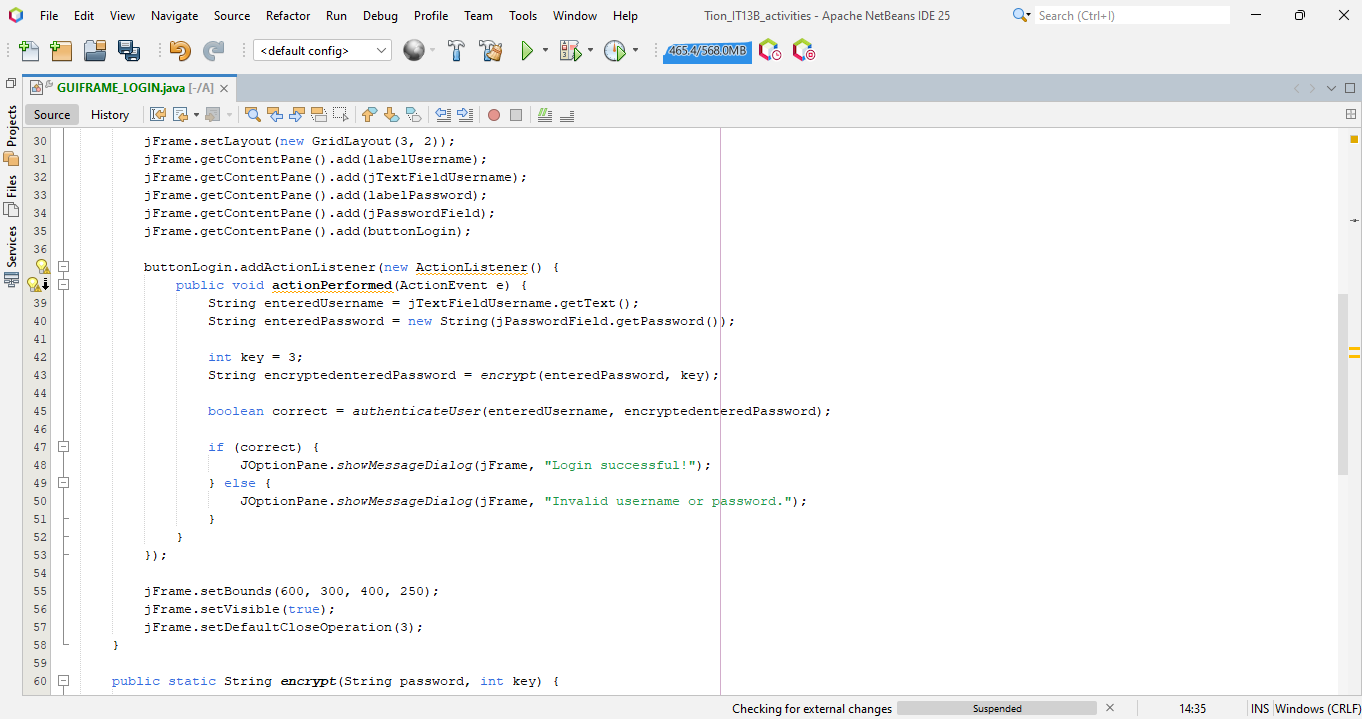 File Edit View Navigate Source Refactor Run Debug Profile Team Tools Window Help Tion_IT13B_activities - Apache NetBeans IDE 25 Search (Ctrl+I)
<default config> 465.4/568.0MB
GUIFRAME_LOGIN.java [-/A]
Source History
Projects
Files
Services
30 jFrame.setLayout(new GridLayout(3, 2));
31 jFrame.getContentPane().add(labelUsername);
32 jFrame.getContentPane().add(jTextFieldUsername);
33 jFrame.getContentPane().add(labelPassword);
34 jFrame.getContentPane().add(jPasswordField);
35 jFrame.getContentPane().add(buttonLogin);
36
buttonLogin.addActionListener(new ActionListener() {
public void actionPerformed(ActionEvent e) {
39 String enteredUsername = jTextFieldUsername.getText();
40 String enteredPassword = new String(jPasswordField.getPassword());
41
42 int key = 3;
43 String encryptedenteredPassword = encrypt(enteredPassword, key);
44
45 boolean correct = authenticateUser(enteredUsername, encryptedenteredPassword);
46
47 if (correct) {
48 JOptionPane.showMessageDialog(jFrame, "Login successful!");
49 } else {
50 JOptionPane.showMessageDialog(jFrame, "Invalid username or password.");
51 }
52 }
53 });
54
55 jFrame.setBounds(600, 300, 400, 250);
56 jFrame.setVisible(true);
57 jFrame.setDefaultCloseOperation(3);
58 }
59
60 public static String encrypt(String password, int key) {
Checking for external changes Suspended 14:35 INS Windows (CRLF)